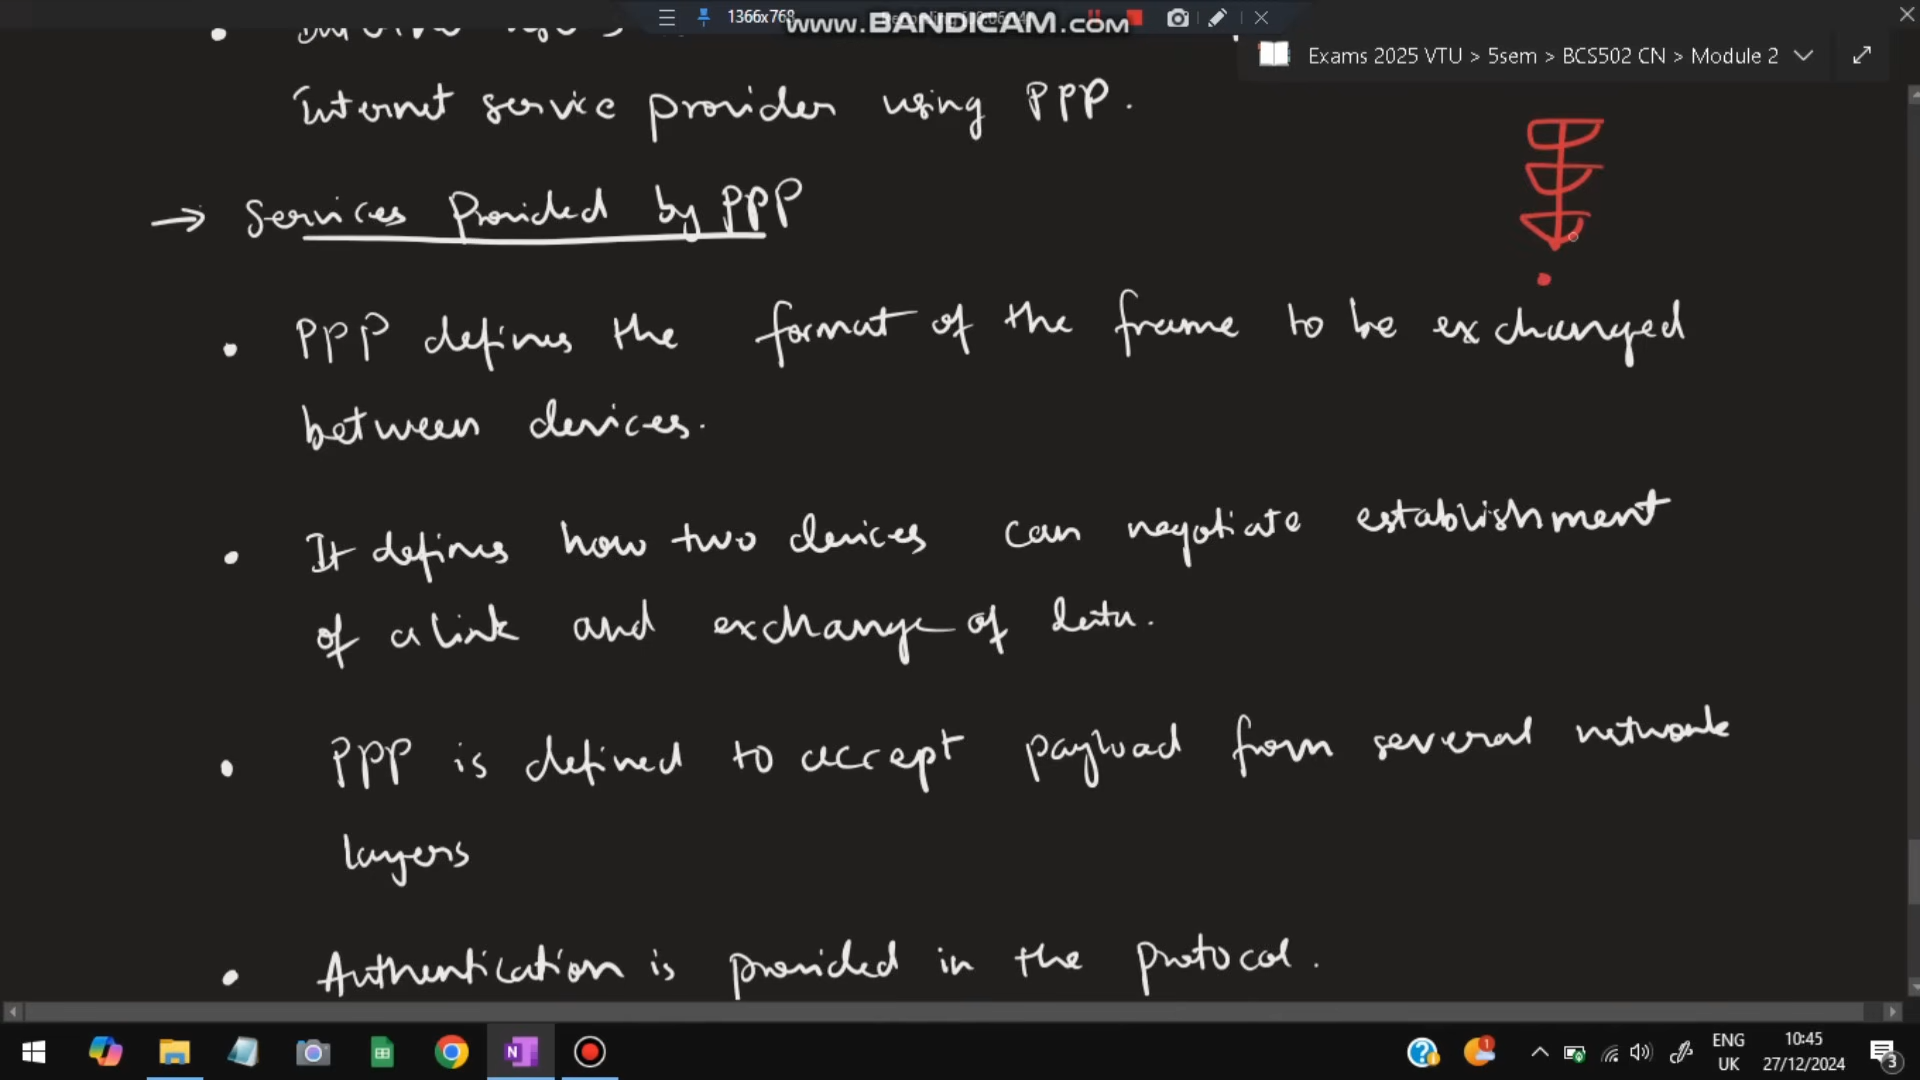 1366x768
www.BANDICAM.com
Exams 2025 VTU > 5sem > BCS502 CN > Module 2
Internet service provider using PPP.
→ Services Provided by PPP
• PPP defines the format of the frame to be exchanged
between devices.
• It defines how two devices can negotiate establishment
of a link and exchange of data.
• PPP is defined to accept payload from several network
layers
• Authentication is provided in the protocol.
ENG
UK
10:45
27/12/2024
1
3